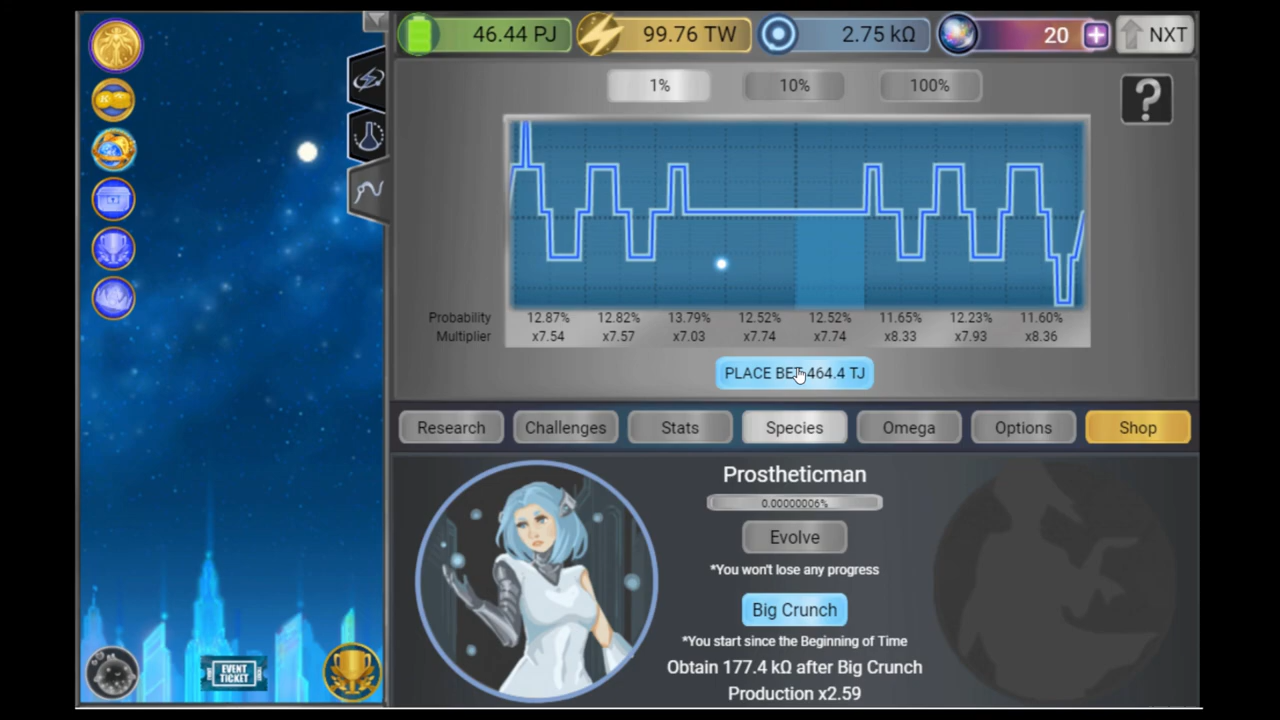 46.44 PJ 99.76 TW 2.75 kΩ 20 NXT
1% 10% 100% ?
Probability 12.87% 12.82% 13.79% 12.52% 12.52% 11.65% 12.23% 11.60%
Multiplier x7.54 x7.57 x7.03 x7.74 x7.74 x8.33 x7.93 x8.36
PLACE BET 464.4 TJ
Research Challenges Stats Species Omega Options Shop
Prostheticman
0.00000006%
Evolve
*You won't lose any progress
Big Crunch
*You start since the Beginning of Time
Obtain 177.4 kΩ after Big Crunch
Production x2.59
EVENT
TICKET